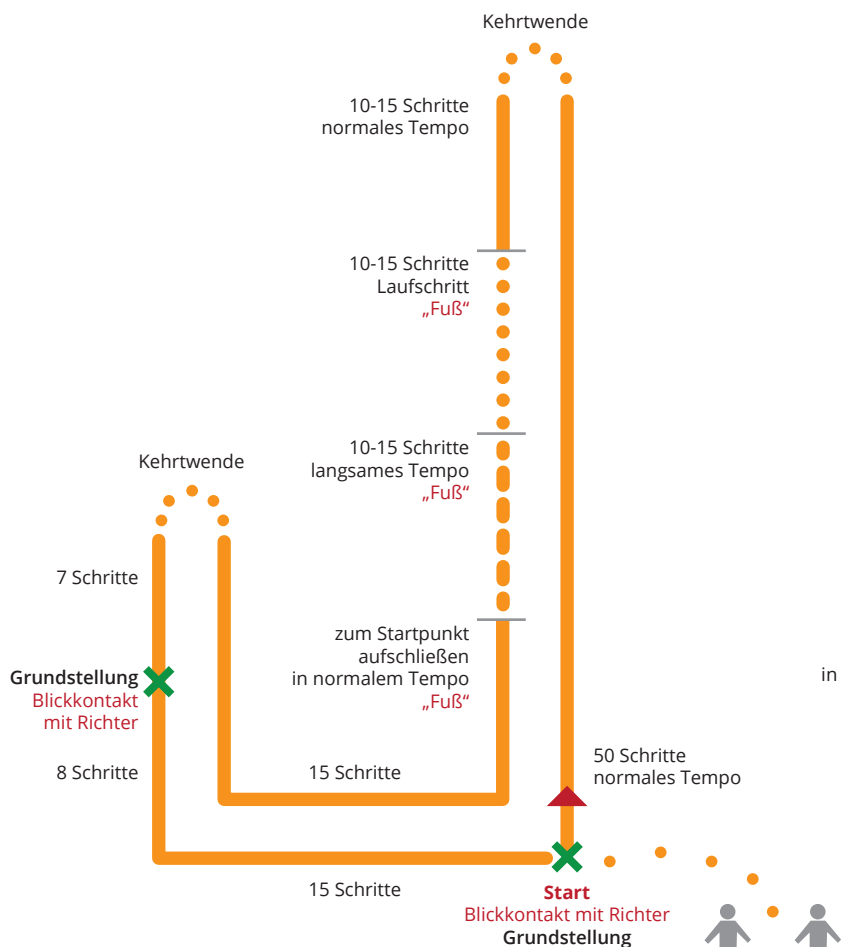 Kehrtwende
10-15 Schritte
normales Tempo
10-15 Schritte
Laufschritt
„Fuß“
10-15 Schritte
langsames Tempo
„Fuß“
Kehrtwende
7 Schritte
zum Startpunkt
aufschließen
in normalem Tempo
„Fuß“
Grundstellung
Blickkontakt
mit Richter
in
8 Schritte
15 Schritte
50 Schritte
normales Tempo
15 Schritte
Start
Blickkontakt mit Richter
Grundstellung